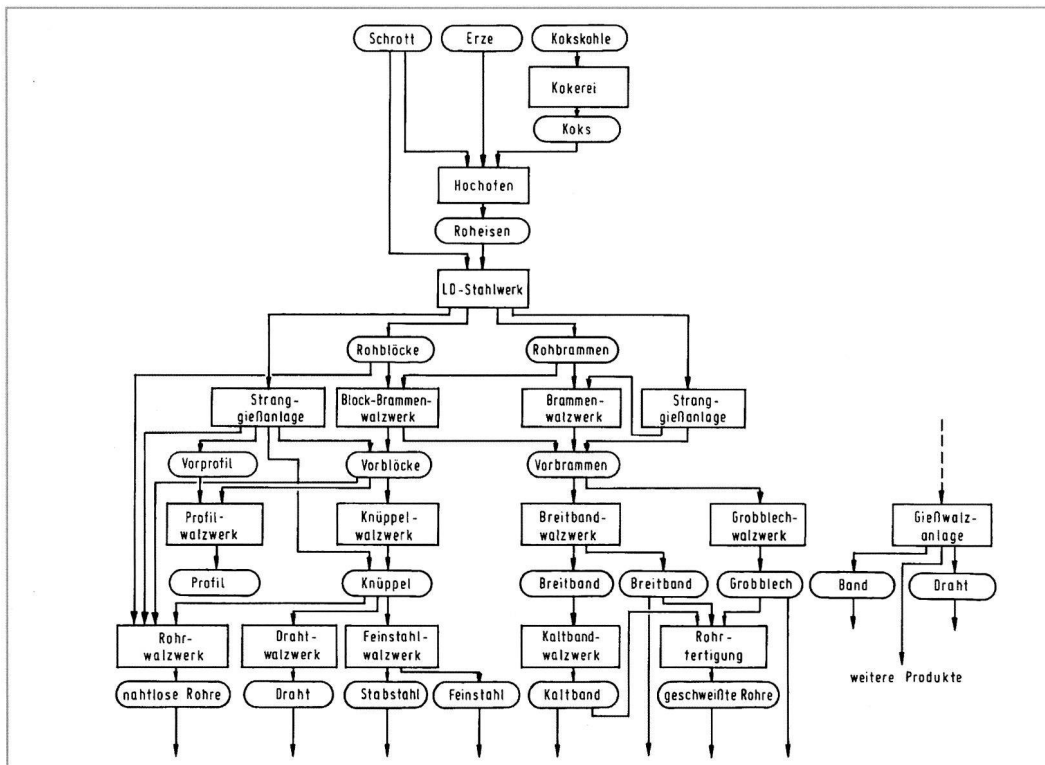 Schrott
Erze
Kokskohle
Kokerei
Koks
Hochofen
Roheisen
LD-Stahlwerk
Rohblöcke
Rohbrammen
Strang-
gießanlage
Block-Brammen-
walzwerk
Brammen-
walzwerk
Strang-
gießanlage
Vorprofil
Vorblöcke
Vorbrammen
Profil-
walzwerk
Knüppel-
walzwerk
Breitband-
walzwerk
Grobblech-
walzwerk
Gießwalz-
anlage
Profil
Knüppel
Breitband
Breitband
Grobblech
Band
Draht
Rohr-
walzwerk
Draht-
walzwerk
Feinstahl-
walzwerk
Kaltband-
walzwerk
Rohr-
fertigung
weitere Produkte
nahtlose Rohre
Draht
Stabstahl
Feinstahl
Kaltband
geschweißte Rohre